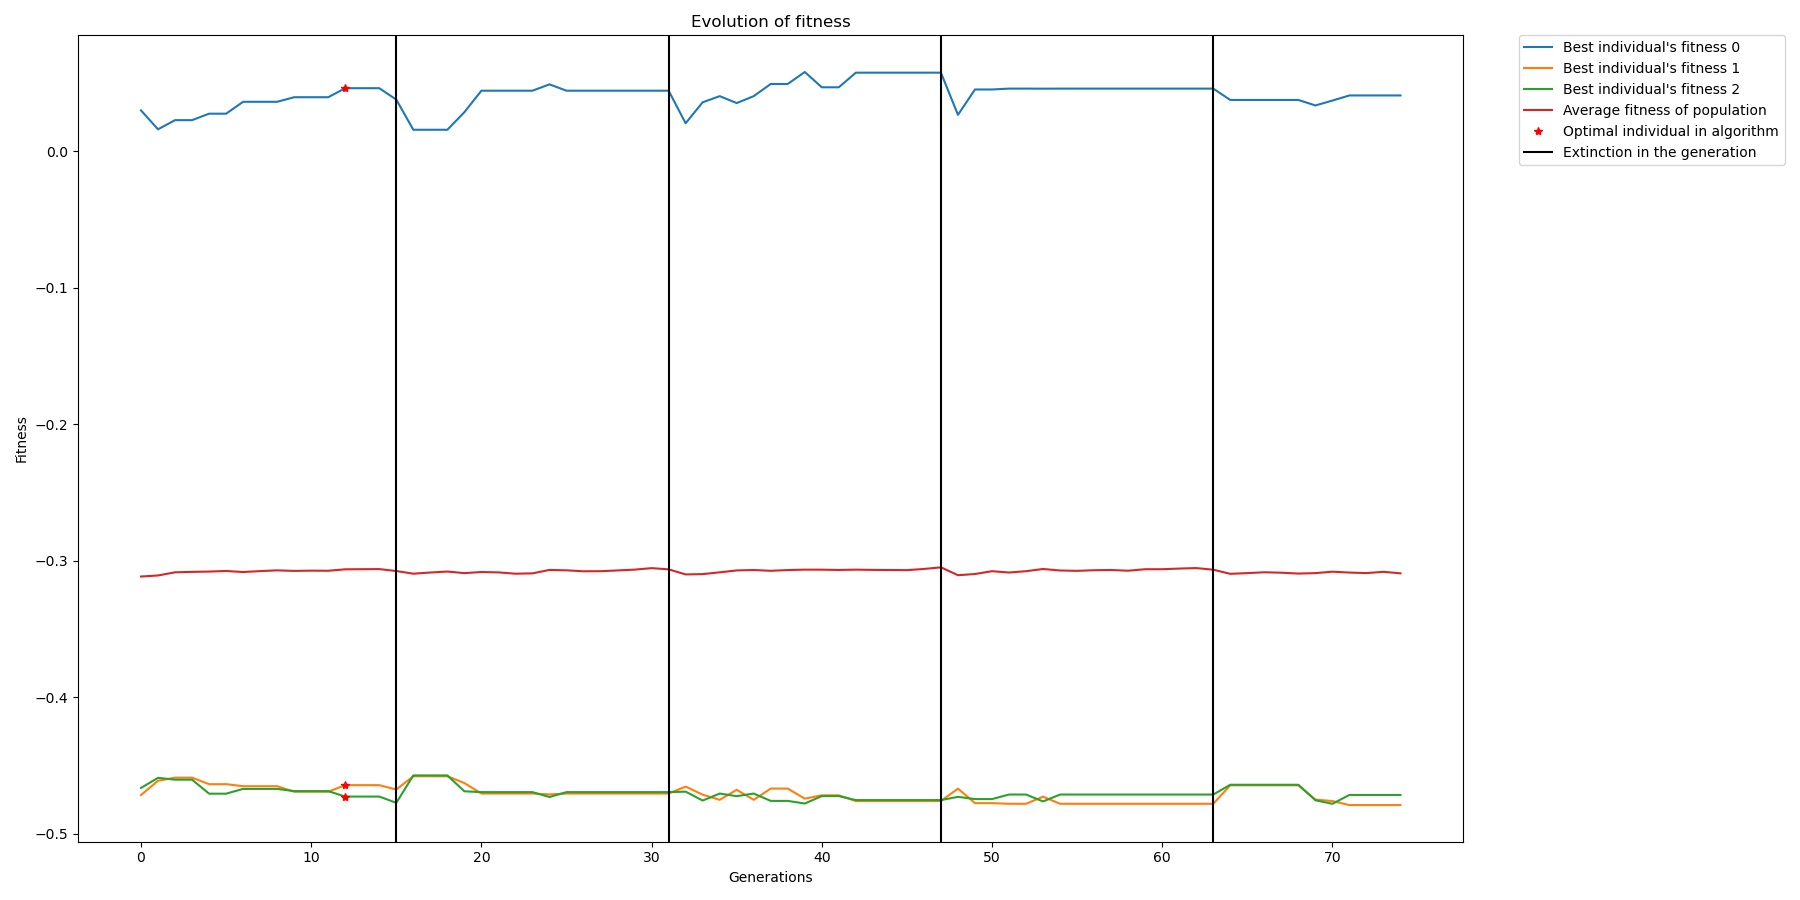 Evolution of fitness
Best individual's fitness 0
Best individual's fitness 1
Best individual's fitness 2
Average fitness of population
Optimal individual in algorithm
Extinction in the generation
Fitness
0.0
−0.1
−0.2
−0.3
−0.4
−0.5
0 10 20 30 40 50 60 70
Generations